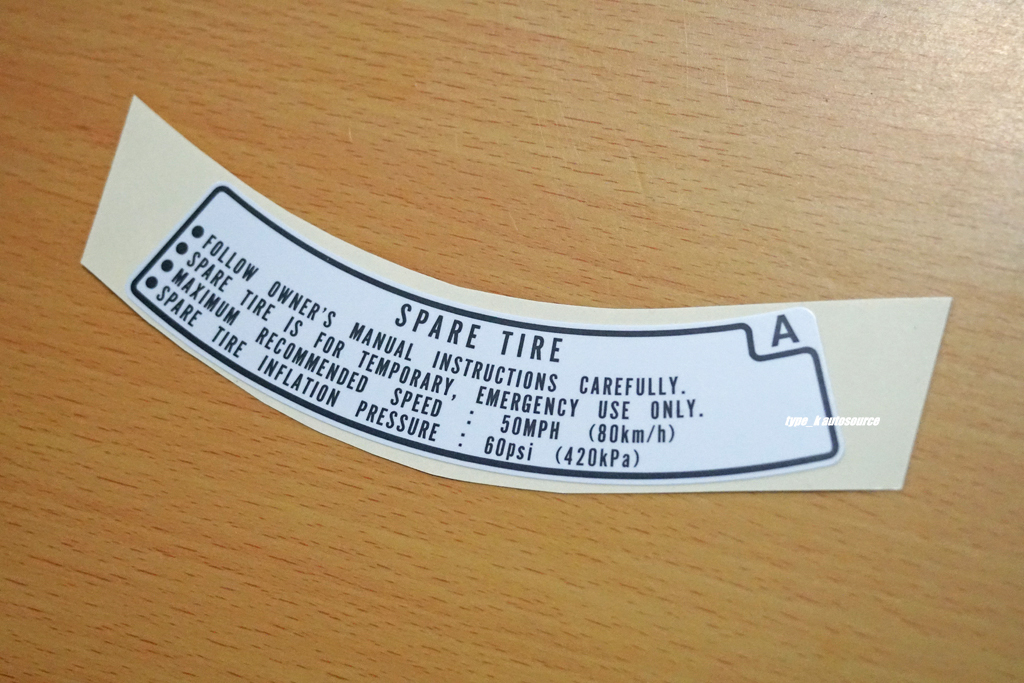 SPARE TIRE
A
● FOLLOW OWNER'S MANUAL INSTRUCTIONS CAREFULLY.
● SPARE TIRE IS FOR TEMPORARY, EMERGENCY USE ONLY.
● MAXIMUM RECOMMENDED SPEED : 50MPH (80km/h)
● SPARE TIRE INFLATION PRESSURE : 60psi (420kPa)
type_k autosource